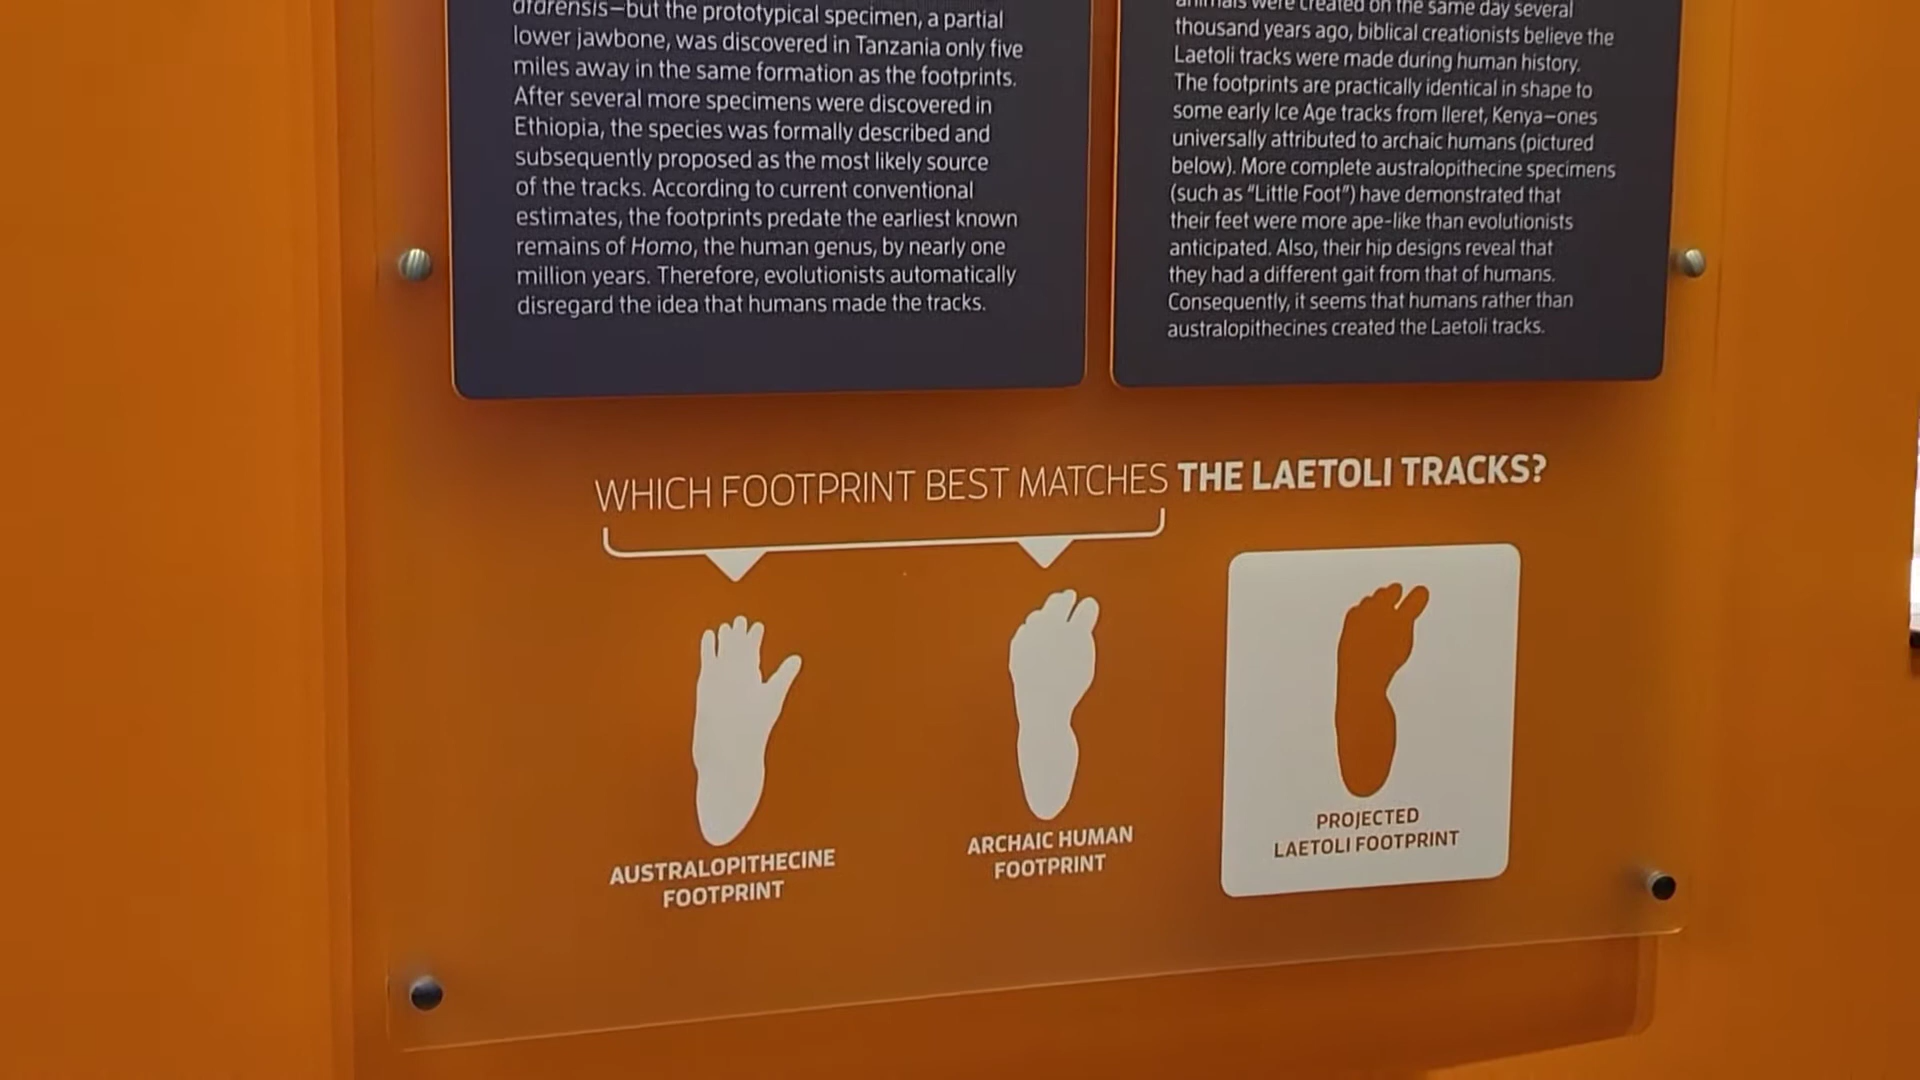 afarensis—but the prototypical specimen, a partial
lower jawbone, was discovered in Tanzania only five
miles away in the same formation as the footprints.
After several more specimens were discovered in
Ethiopia, the species was formally described and
subsequently proposed as the most likely source
of the tracks. According to current conventional
estimates, the footprints predate the earliest known
remains of Homo, the human genus, by nearly one
million years. Therefore, evolutionists automatically
disregard the idea that humans made the tracks.
animals were created on the same day several
thousand years ago, biblical creationists believe the
Laetoli tracks were made during human history.
The footprints are practically identical in shape to
some early Ice Age tracks from Ileret, Kenya—ones
universally attributed to archaic humans (pictured
below). More complete australopithecine specimens
(such as “Little Foot”) have demonstrated that
their feet were more ape-like than evolutionists
anticipated. Also, their hip designs reveal that
they had a different gait from that of humans.
Consequently, it seems that humans rather than
australopithecines created the Laetoli tracks.
WHICH FOOTPRINT BEST MATCHES THE LAETOLI TRACKS?
AUSTRALOPITHECINE
FOOTPRINT
ARCHAIC HUMAN
FOOTPRINT
PROJECTED
LAETOLI FOOTPRINT